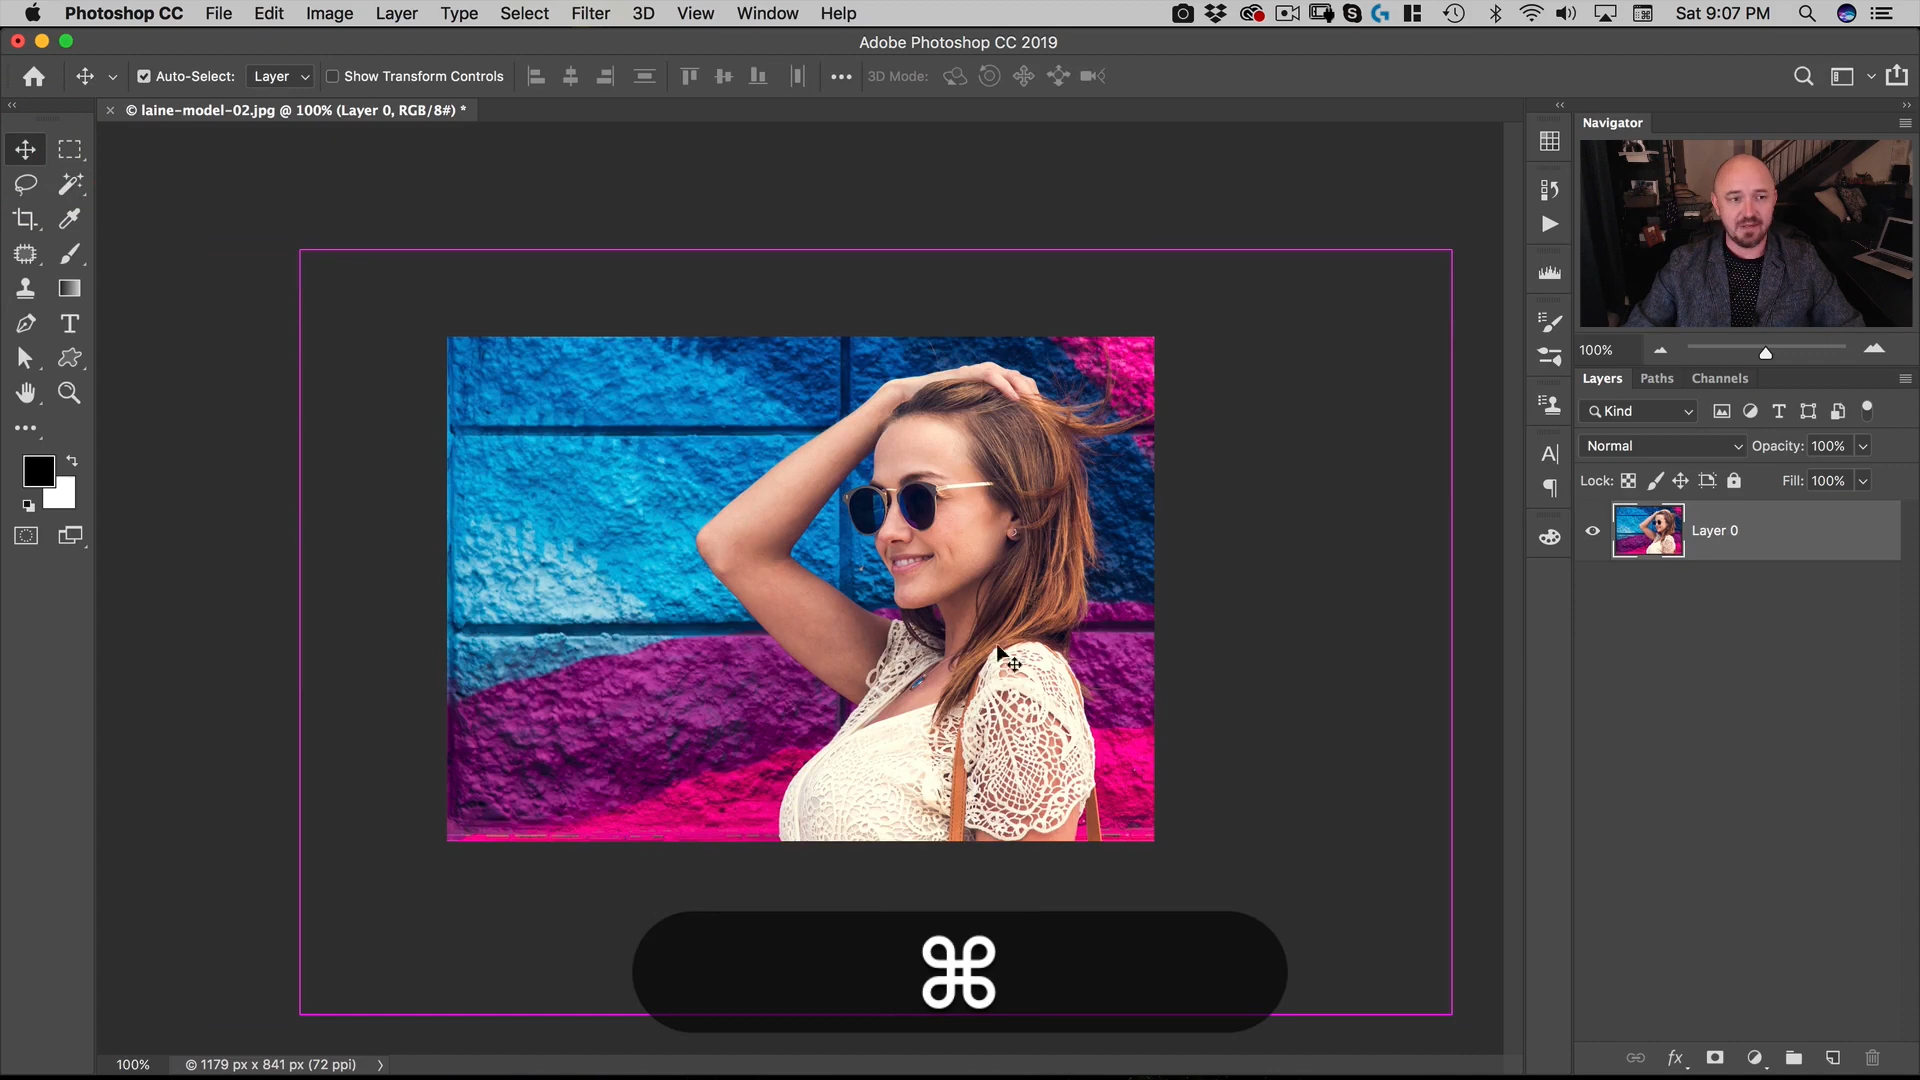 Photoshop CC File Edit Image Layer Type Select Filter 3D View Window Help Sat 9:07 PM
Adobe Photoshop CC 2019
Auto-Select: Layer Show Transform Controls 3D Mode:
© laine-model-02.jpg @ 100% (Layer 0, RGB/8#) *
Navigator
100%
Layers Paths Channels
Kind
Normal Opacity: 100%
Lock: Fill: 100%
Layer 0
⌘
fx
100% © 1179 px x 841 px (72 ppi)